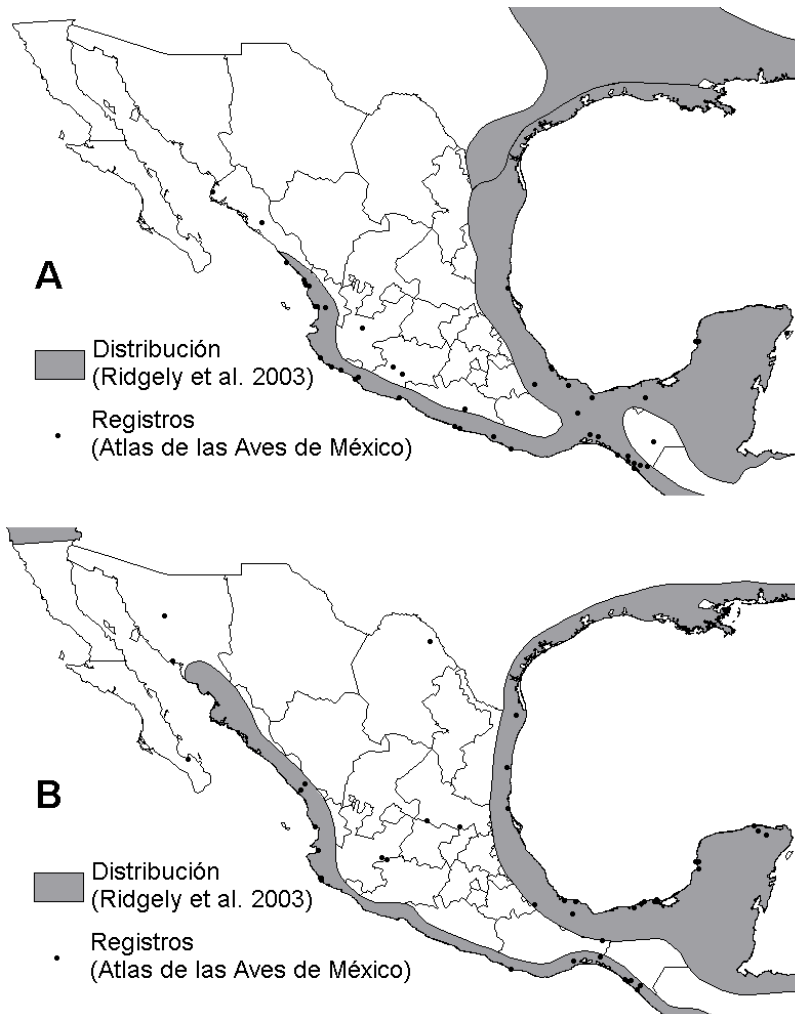 A
Distribución
(Ridgely et al. 2003)
Registros
(Atlas de las Aves de México)
B
Distribución
(Ridgely et al. 2003)
Registros
(Atlas de las Aves de México)